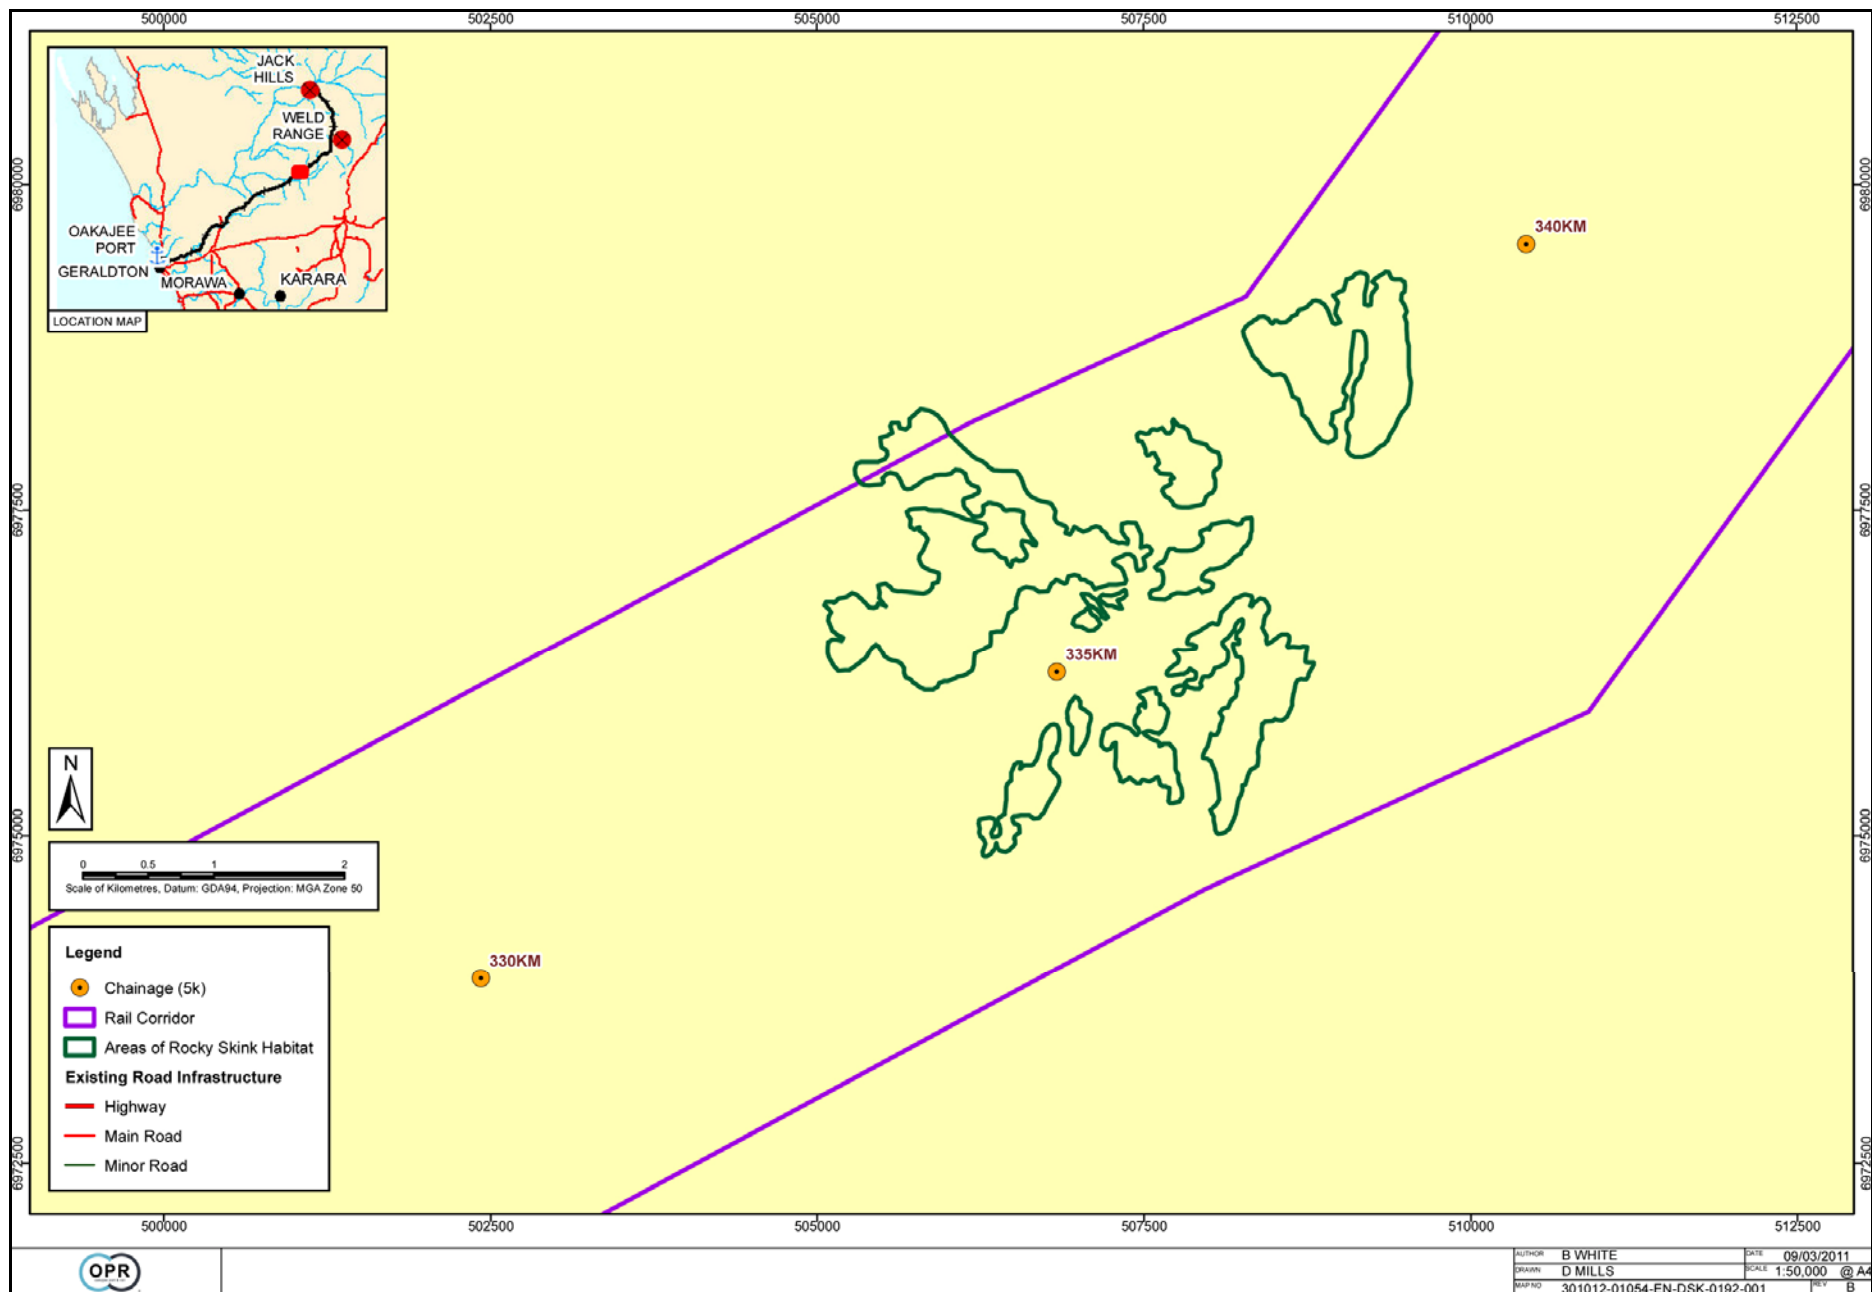 500000 502500 505000 507500 510000 512500
JACK
HILLS
WELD
RANGE
OAKAJEE
PORT
GERALDTON
MORAWA
KARARA
LOCATION MAP
6980000
6980000
340KM
6977500
6977500
335KM
N
6975000
6975000
0 0.5 1 2
Scale of Kilometres, Datum: GDA94, Projection: MGA Zone 50
330KM
Legend
Chainage (5k)
Rail Corridor
Areas of Rocky Skink Habitat
Existing Road Infrastructure
Highway
Main Road
Minor Road
6972500
6972500
500000 502500 505000 507500 510000 512500
OPR
AUTHOR B WHITE DATE 09/03/2011
DRAWN D MILLS SCALE 1:50,000 @ A4
MAP NO 301012-01054-EN-DSK-0192-001 REV B